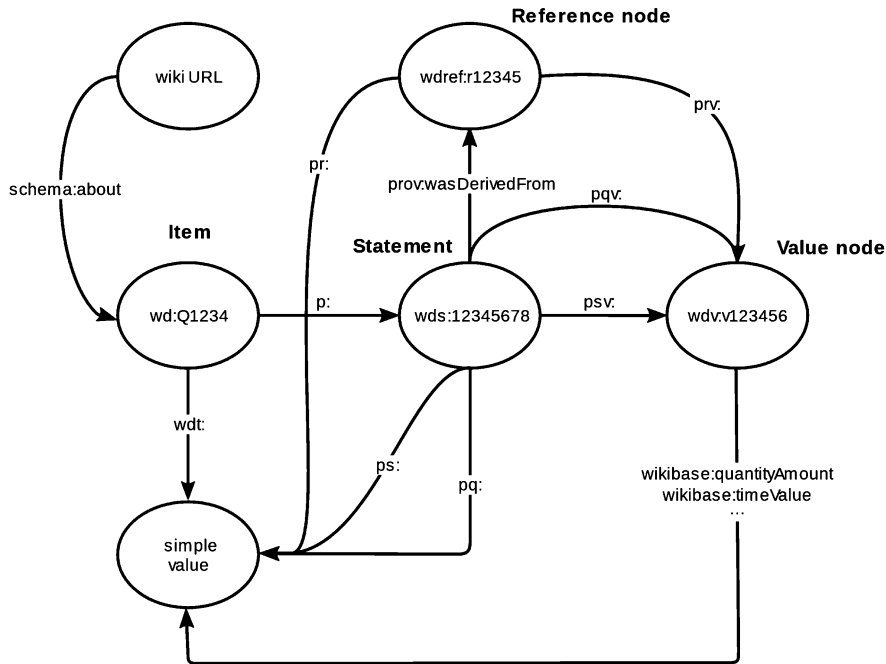 Reference node
wiki URL
wdref:r12345
prv:
pr:
schema:about
prov:wasDerivedFrom
pqv:
Item
Statement
Value node
wd:Q1234
p:
wds:12345678
psv:
wdv:v123456
wdt:
ps:
pq:
wikibase:quantityAmount
wikibase:timeValue
...
simple
value